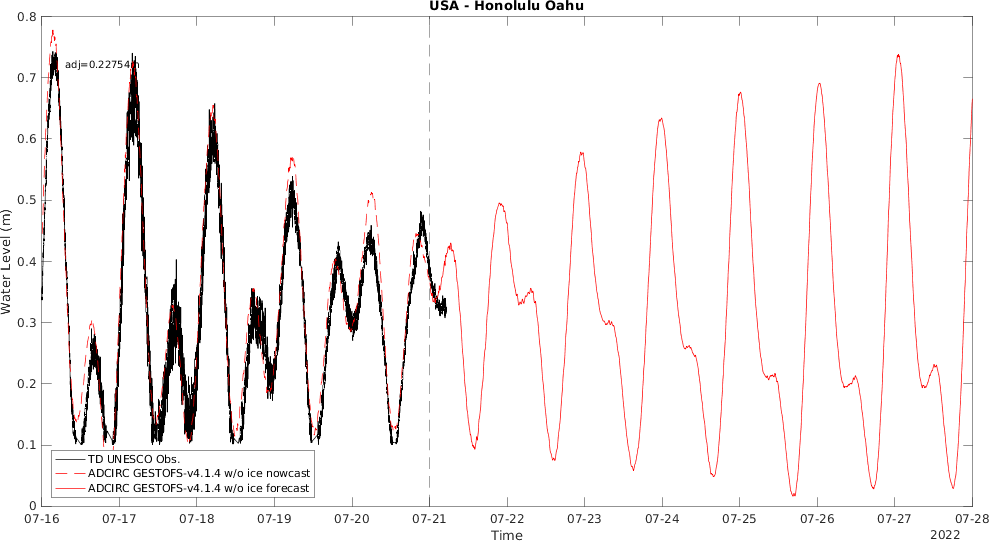 USA - Honolulu Oahu
adj=0.22754m
Water Level (m)
0.8
0.7
0.6
0.5
0.4
0.3
0.2
0.1
0
TD UNESCO Obs.
ADCIRC GESTOFS-v4.1.4 w/o ice nowcast
ADCIRC GESTOFS-v4.1.4 w/o ice forecast
07-16 07-17 07-18 07-19 07-20 07-21 07-22 07-23 07-24 07-25 07-26 07-27 07-28
Time
2022